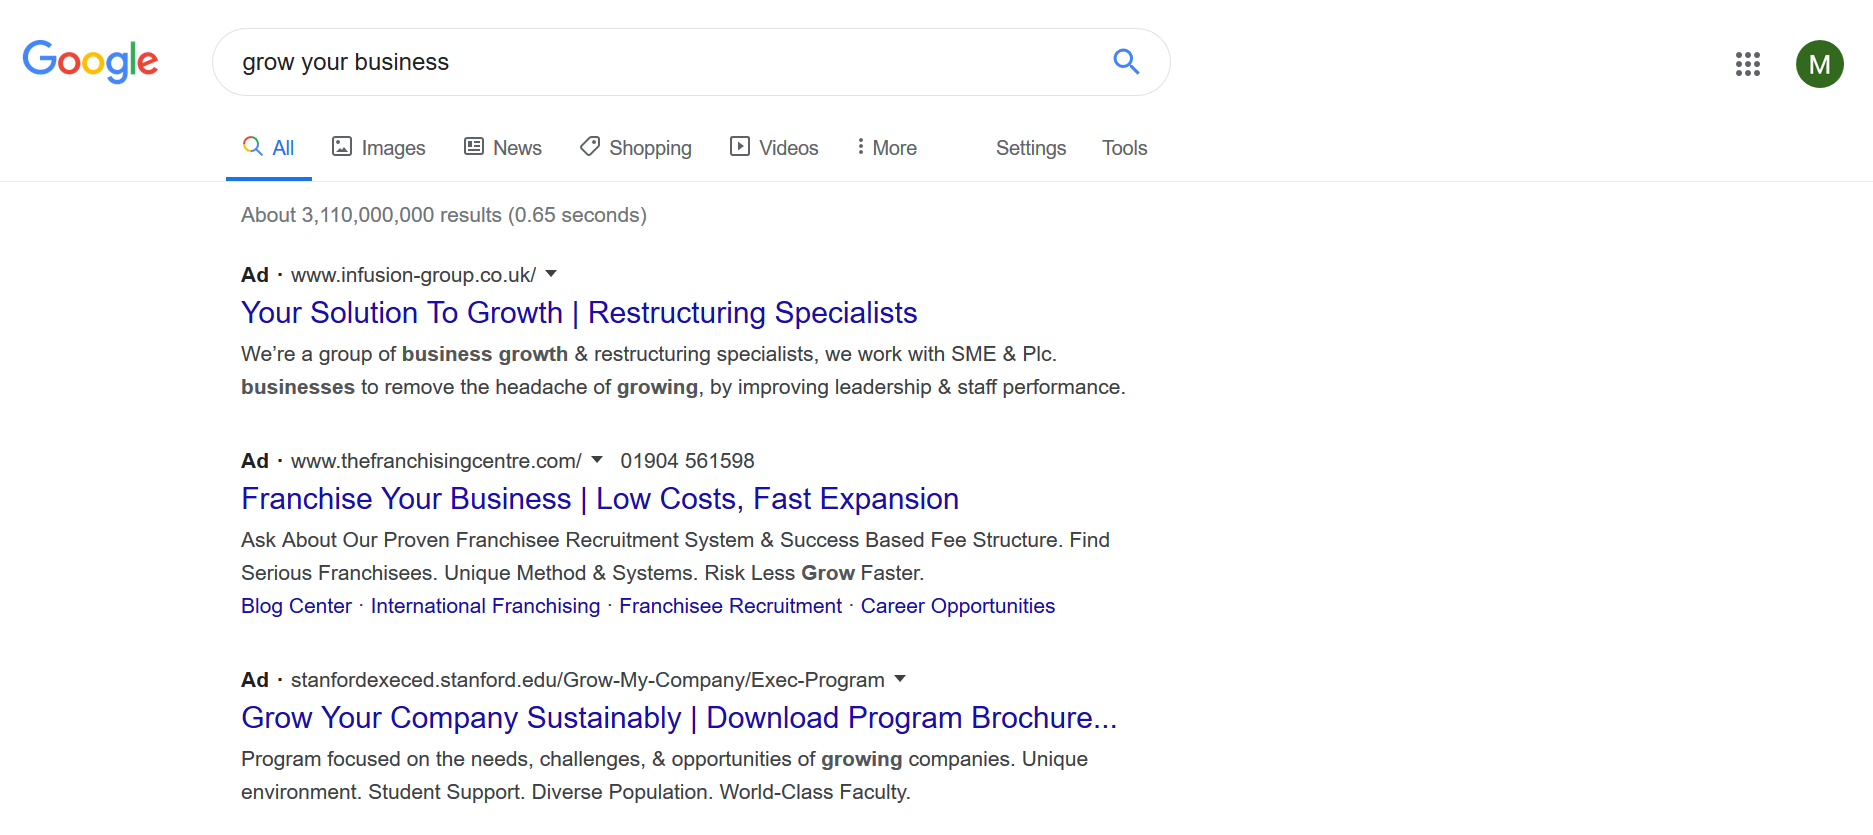 Google
grow your business
M
All Images News Shopping Videos More Settings Tools
About 3,110,000,000 results (0.65 seconds)
Ad · www.infusion-group.co.uk/
Your Solution To Growth | Restructuring Specialists
We’re a group of business growth & restructuring specialists, we work with SME & Plc.
businesses to remove the headache of growing, by improving leadership & staff performance.
Ad · www.thefranchisingcentre.com/ 01904 561598
Franchise Your Business | Low Costs, Fast Expansion
Ask About Our Proven Franchisee Recruitment System & Success Based Fee Structure. Find
Serious Franchisees. Unique Method & Systems. Risk Less Grow Faster.
Blog Center · International Franchising · Franchisee Recruitment · Career Opportunities
Ad · stanfordexeced.stanford.edu/Grow-My-Company/Exec-Program
Grow Your Company Sustainably | Download Program Brochure...
Program focused on the needs, challenges, & opportunities of growing companies. Unique
environment. Student Support. Diverse Population. World-Class Faculty.